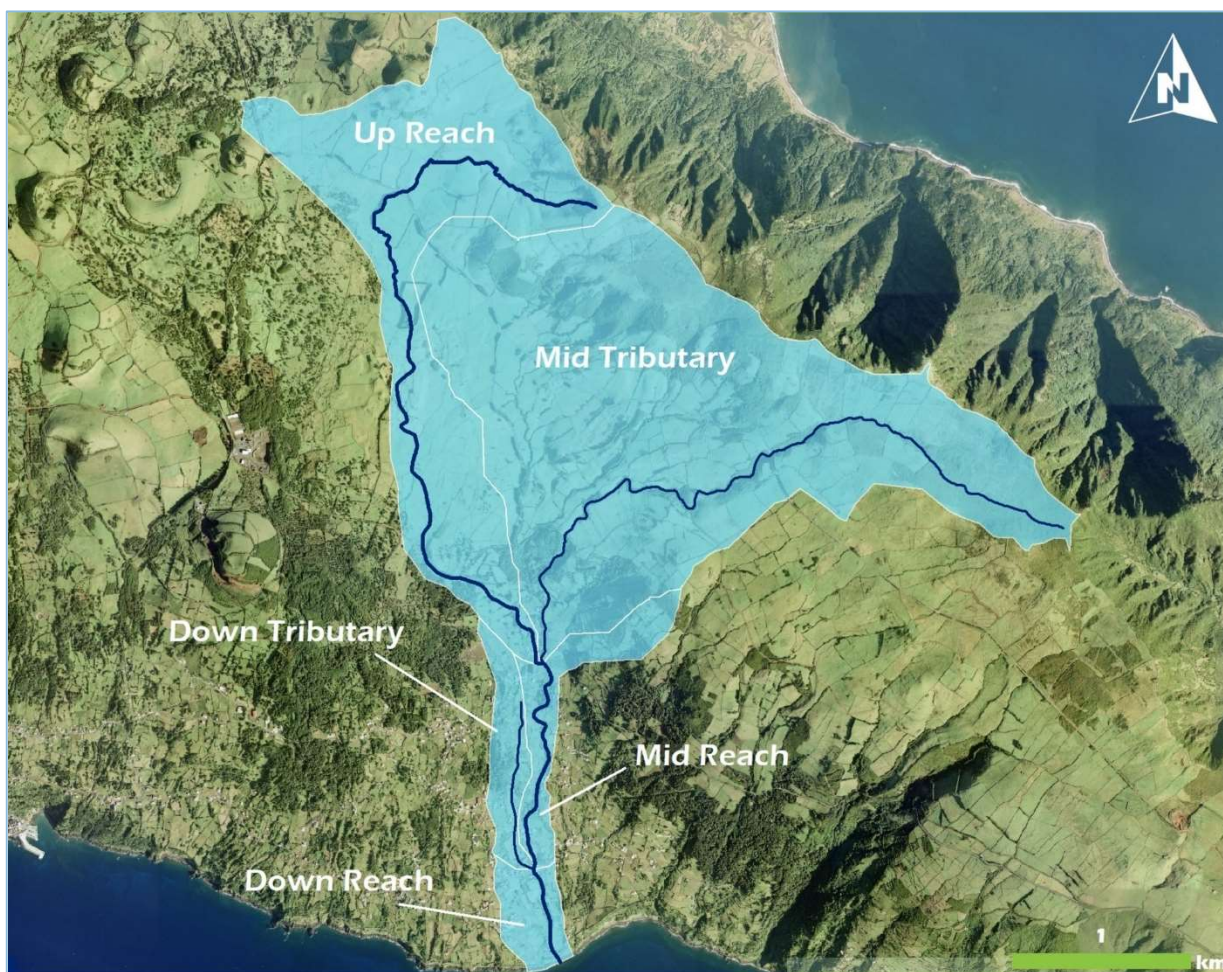 N
Up Reach
Mid Tributary
Down Tributary
Mid Reach
Down Reach
1
km